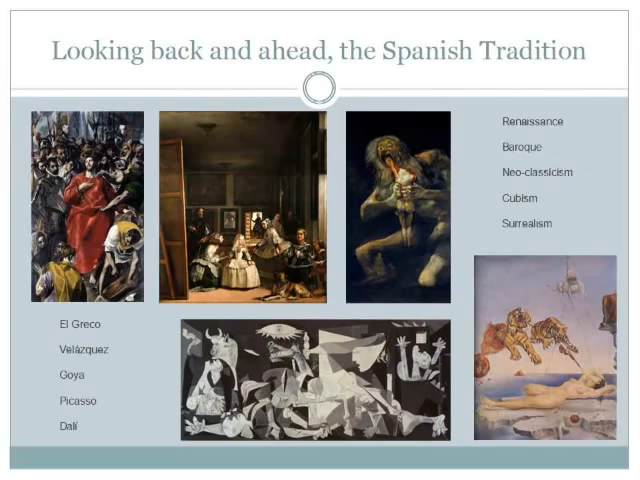 Looking back and ahead, the Spanish Tradition
Renaissance
Baroque
Neo-classicism
Cubism
Surrealism
El Greco
Velázquez
Goya
Picasso
Dalí